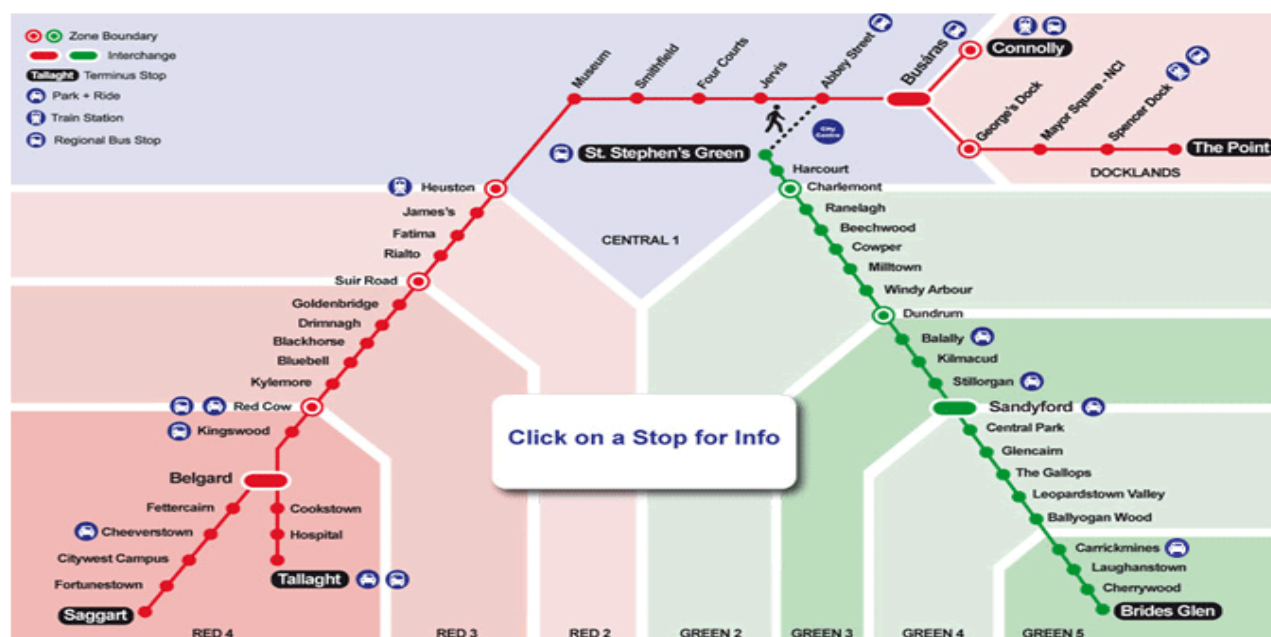 Zone Boundary
Interchange
Tallaght Terminus Stop
Park + Ride
Train Station
Regional Bus Stop
Museum
Smithfield
Four Courts
Jervis
Abbey Street
Busáras
Connolly
George's Dock
Mayor Square - NCI
Spencer Dock
The Point
DOCKLANDS
City
Centre
St. Stephen's Green
Harcourt
Charlemont
Ranelagh
Beechwood
Cowper
Milltown
Windy Arbour
Dundrum
Balally
Kilmacud
Stillorgan
Sandyford
Central Park
Glencairn
The Gallops
Leopardstown Valley
Ballyogan Wood
Carrickmines
Laughanstown
Cherrywood
Brides Glen
CENTRAL 1
Heuston
James's
Fatima
Rialto
Suir Road
Goldenbridge
Drimnagh
Blackhorse
Bluebell
Kylemore
Red Cow
Kingswood
Belgard
Fettercairn
Cheeverstown
Citywest Campus
Fortunestown
Saggart
Cookstown
Hospital
Tallaght
Click on a Stop for Info
RED 4
RED 3
RED 2
GREEN 2
GREEN 3
GREEN 4
GREEN 5